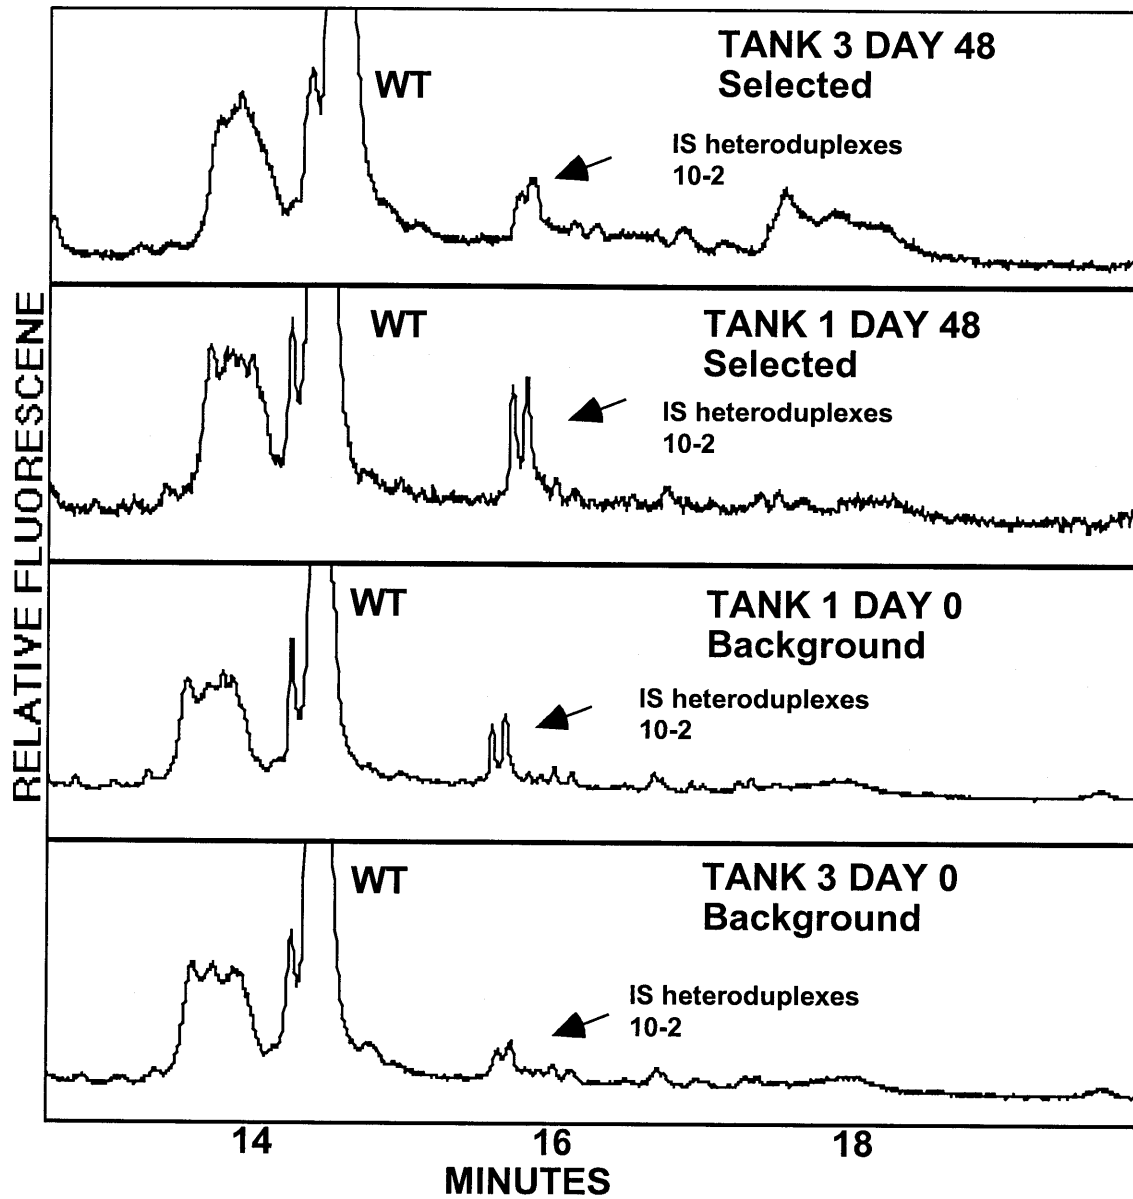 TANK 3 DAY 48
Selected
WT
IS heteroduplexes
10-2
TANK 1 DAY 48
Selected
WT
IS heteroduplexes
10-2
TANK 1 DAY 0
Background
WT
IS heteroduplexes
10-2
TANK 3 DAY 0
Background
WT
IS heteroduplexes
10-2
RELATIVE FLUORESCENE
14 16 18
MINUTES